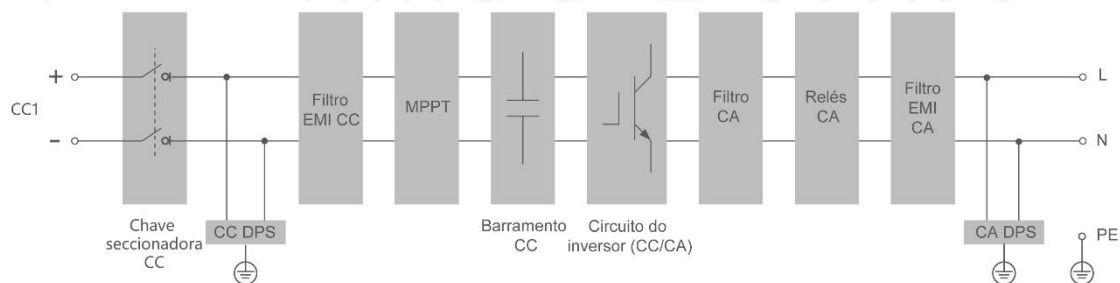 +
CC1
-
Chave
seccionadora
CC
CC DPS
Filtro
EMI CC
MPPT
Barramento
CC
Circuito do
inversor (CC/CA)
Filtro
CA
Relés
CA
Filtro
EMI
CA
CA DPS
L
N
PE